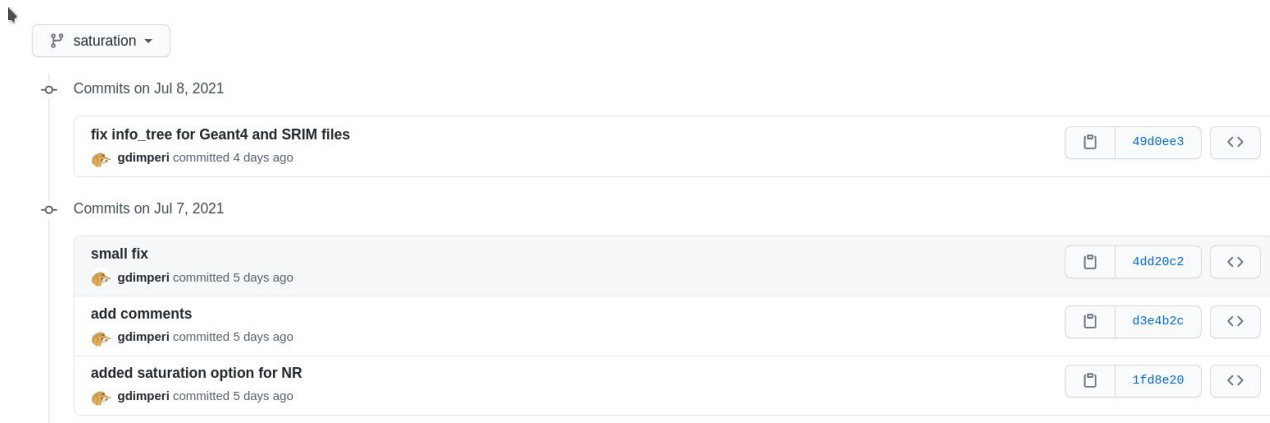 saturation
Commits on Jul 8, 2021
fix info_tree for Geant4 and SRIM files
49d0ee3
gdimperi committed 4 days ago
Commits on Jul 7, 2021
small fix
4dd20c2
gdimperi committed 5 days ago
add comments
d3e4b2c
gdimperi committed 5 days ago
added saturation option for NR
1fd8e20
gdimperi committed 5 days ago